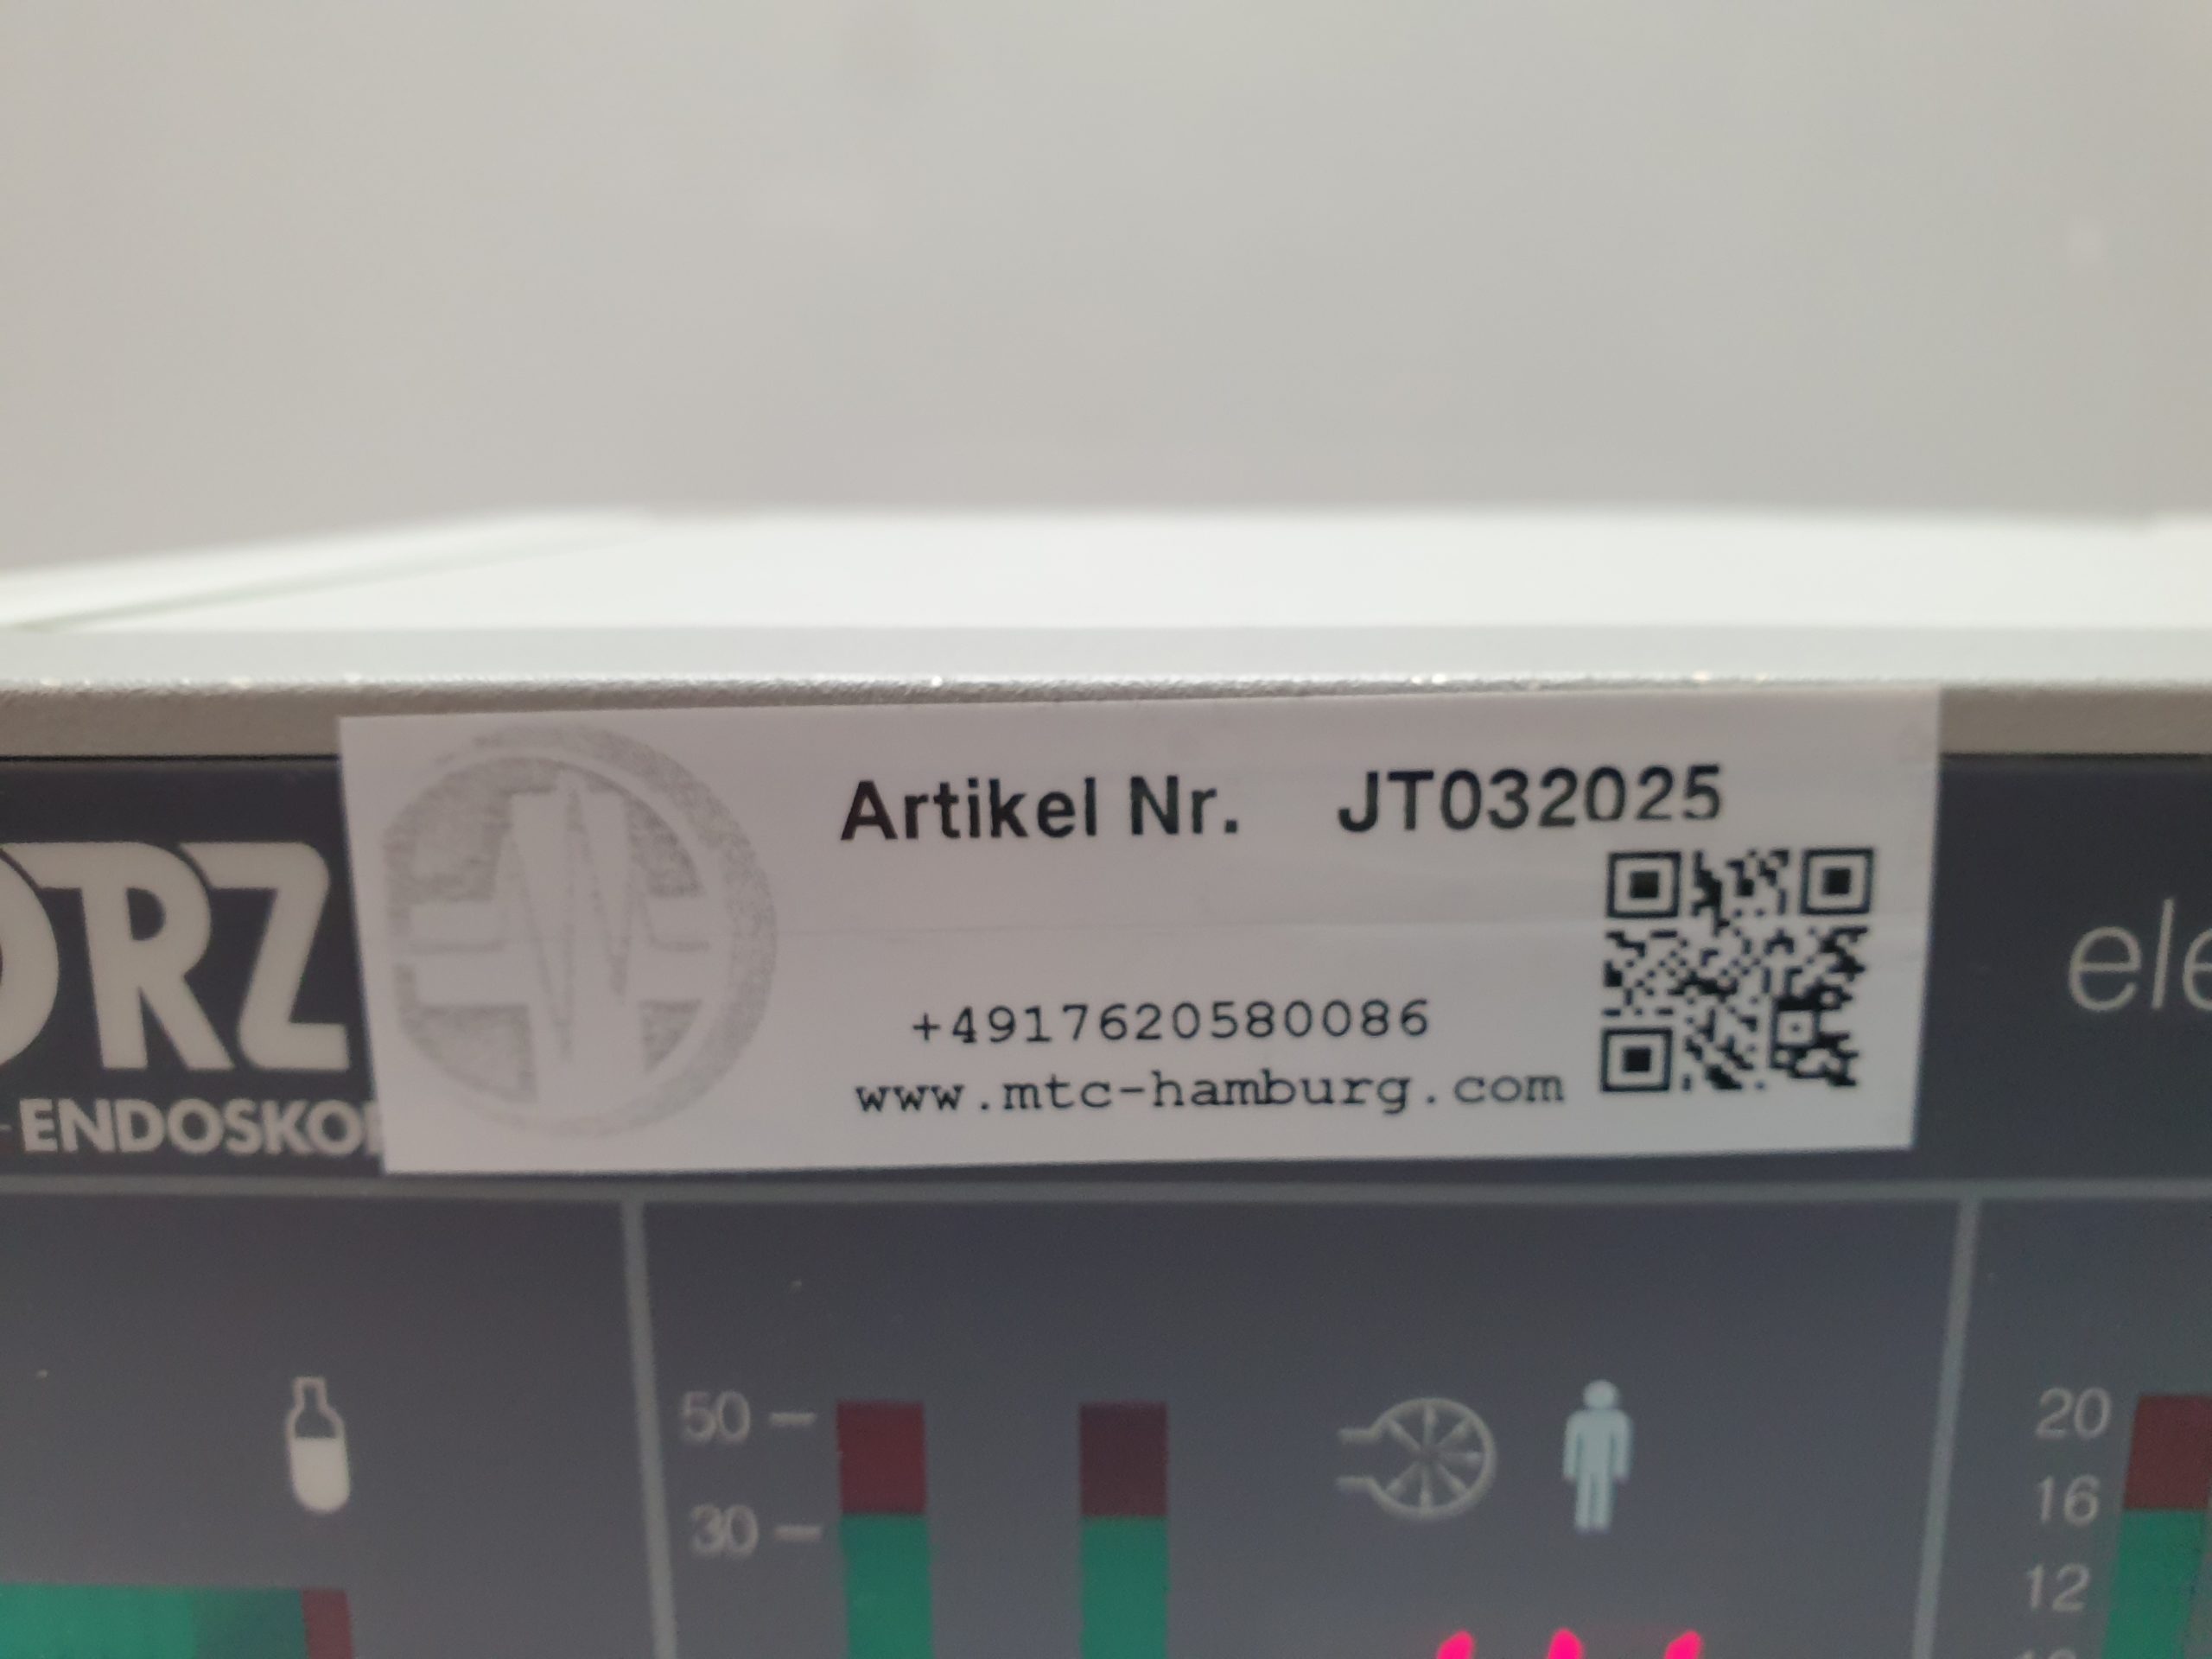 Artikel Nr. JT032025
ORZ
ele
+4917620580086
www.mtc-hamburg.com
-ENDOSKO
50
30
20
16
12